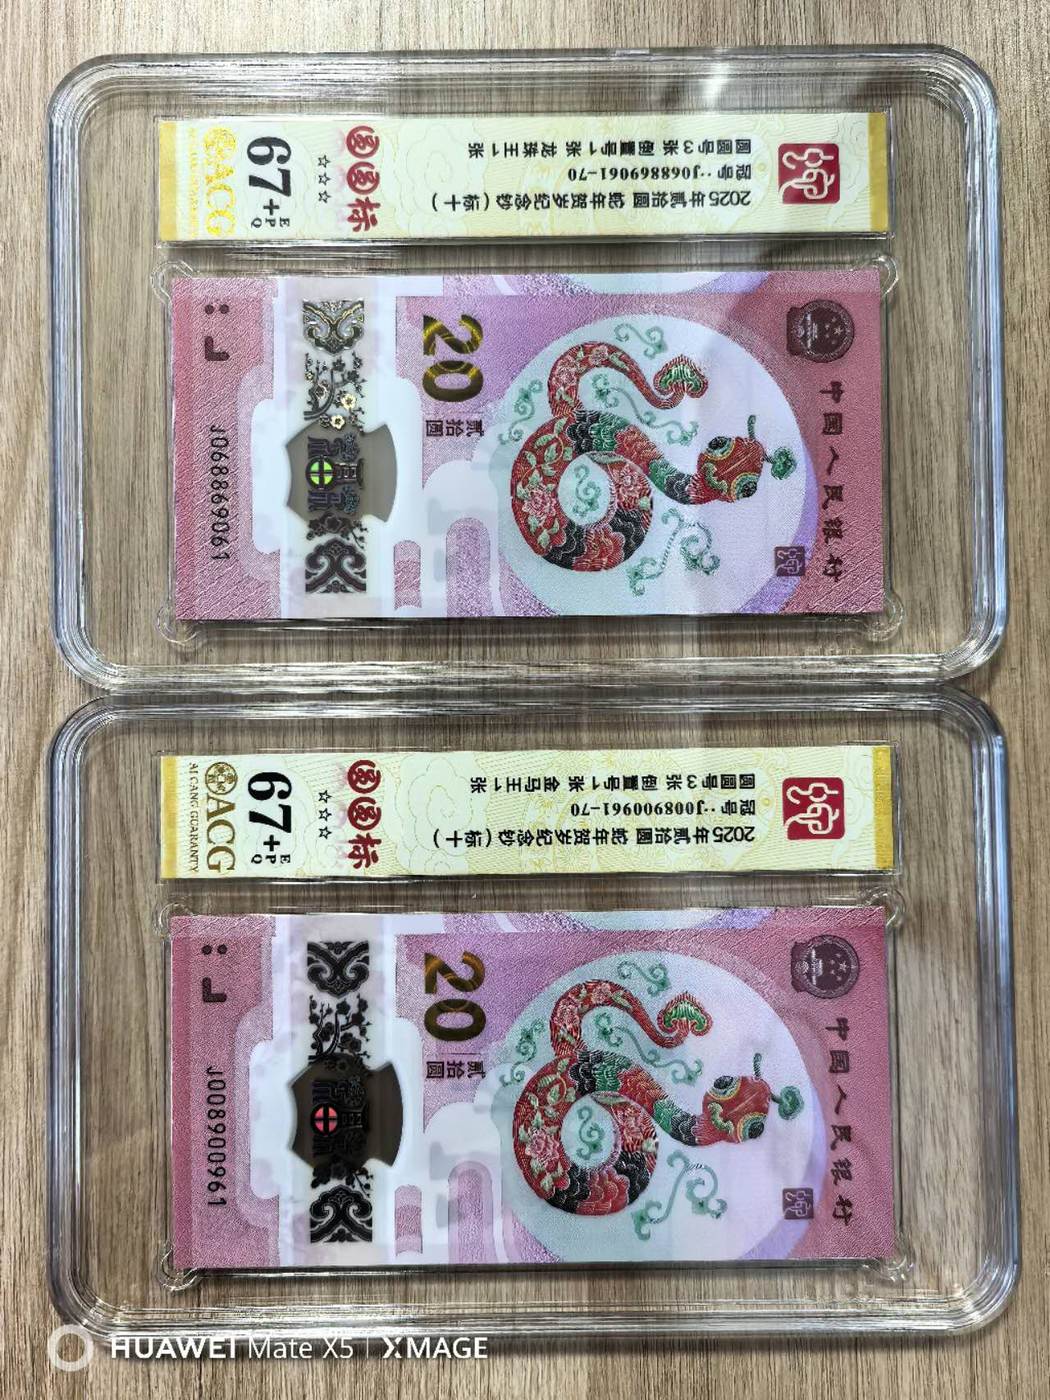 2025年贰拾圆 蛇年贺岁纪念钞（标十）
冠号：J068869061-70
圆圆号3张 倒置号1张 龙珠王1张
圆圆标
☆☆☆
67+
EPQ
ACG
中国人民银行
20
贰拾圆
J068869061
2025年贰拾圆 蛇年贺岁纪念钞（标十）
冠号：J008900961-70
圆圆号3张 倒置号1张 金马王1张
圆圆标
☆☆☆
67+
EPQ
ACG
AI CANG GUARANTY
中国人民银行
20
贰拾圆
J008900961
HUAWEI Mate X5 | XMAGE